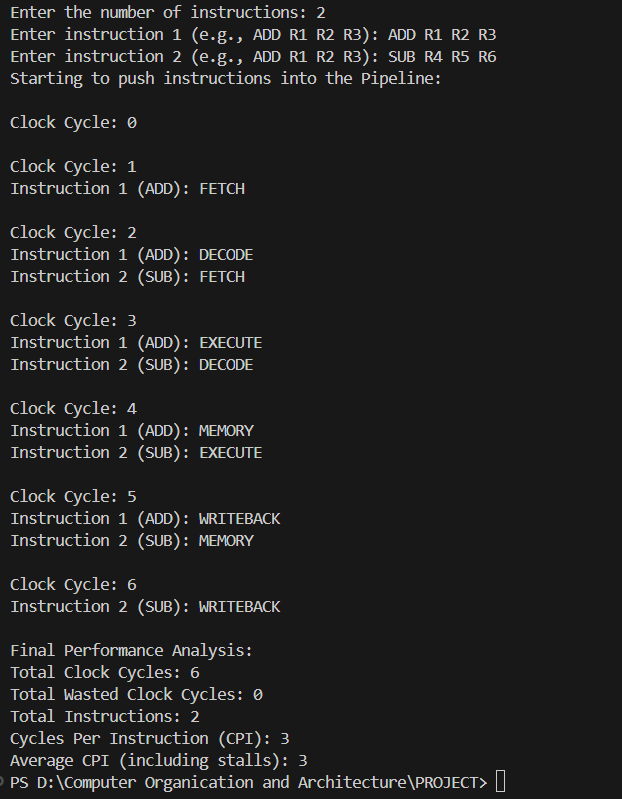 Enter the number of instructions: 2
Enter instruction 1 (e.g., ADD R1 R2 R3): ADD R1 R2 R3
Enter instruction 2 (e.g., ADD R1 R2 R3): SUB R4 R5 R6
Starting to push instructions into the Pipeline:
Clock Cycle: 0
Clock Cycle: 1
Instruction 1 (ADD): FETCH
Clock Cycle: 2
Instruction 1 (ADD): DECODE
Instruction 2 (SUB): FETCH
Clock Cycle: 3
Instruction 1 (ADD): EXECUTE
Instruction 2 (SUB): DECODE
Clock Cycle: 4
Instruction 1 (ADD): MEMORY
Instruction 2 (SUB): EXECUTE
Clock Cycle: 5
Instruction 1 (ADD): WRITEBACK
Instruction 2 (SUB): MEMORY
Clock Cycle: 6
Instruction 2 (SUB): WRITEBACK
Final Performance Analysis:
Total Clock Cycles: 6
Total Wasted Clock Cycles: 0
Total Instructions: 2
Cycles Per Instruction (CPI): 3
Average CPI (including stalls): 3
PS D:\Computer Organication and Architecture\PROJECT>